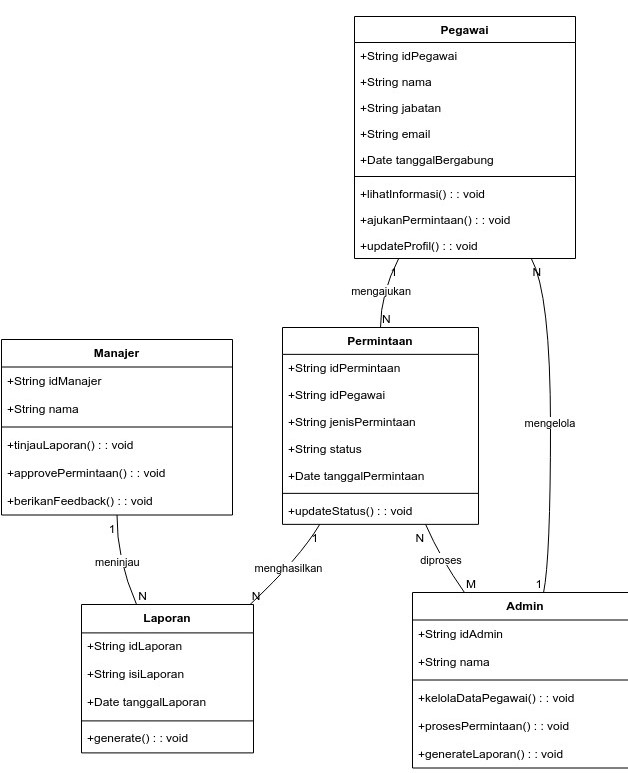 Pegawai
+String idPegawai
+String nama
+String jabatan
+String email
+Date tanggalBergabung
+lihatInformasi() : : void
+ajukanPermintaan() : : void
+updateProfil() : : void
1
N
mengajukan
N
Permintaan
+String idPermintaan
+String idPegawai
+String jenisPermintaan
+String status
+Date tanggalPermintaan
+updateStatus() : : void
Manajer
+String idManajer
+String nama
+tinjauLaporan() : : void
+approvePermintaan() : : void
+berikanFeedback() : : void
mengelola
1
1
N
meninjau
menghasilkan
diproses
N
N
M
1
Laporan
+String idLaporan
+String isiLaporan
+Date tanggalLaporan
+generate() : : void
Admin
+String idAdmin
+String nama
+kelolaDataPegawai() : : void
+prosesPermintaan() : : void
+generateLaporan() : : void